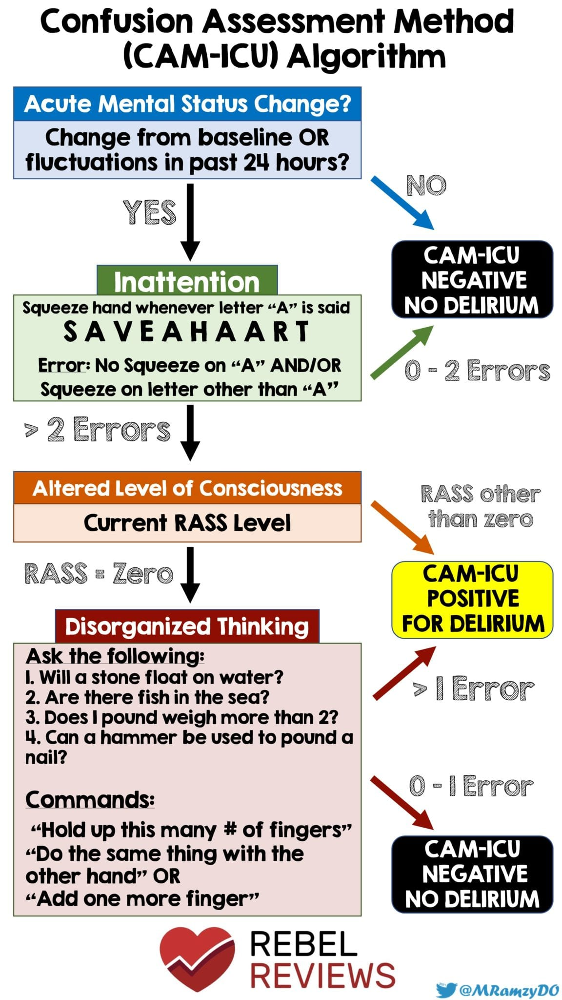 Confusion Assessment Method
(CAM-ICU) Algorithm
Acute Mental Status Change?
Change from baseline OR
fluctuations in past 24 hours?
NO
YES
CAM-ICU
NEGATIVE
NO DELIRIUM
Inattention
Squeeze hand whenever letter “A” is said
S A V E A H A A R T
Error: No Squeeze on “A” AND/OR
Squeeze on letter other than “A”
0 - 2 Errors
> 2 Errors
Altered Level of Consciousness
Current RASS Level
RASS other
than zero
RASS = Zero
CAM-ICU
POSITIVE
FOR DELIRIUM
Disorganized Thinking
Ask the following:
1. Will a stone float on water?
2. Are there fish in the sea?
3. Does 1 pound weigh more than 2?
4. Can a hammer be used to pound a
nail?
> 1 Error
0 - 1 Error
Commands:
“Hold up this many # of fingers”
“Do the same thing with the
other hand” OR
“Add one more finger”
CAM-ICU
NEGATIVE
NO DELIRIUM
REBEL
REVIEWS
2021
@MRamzyDO